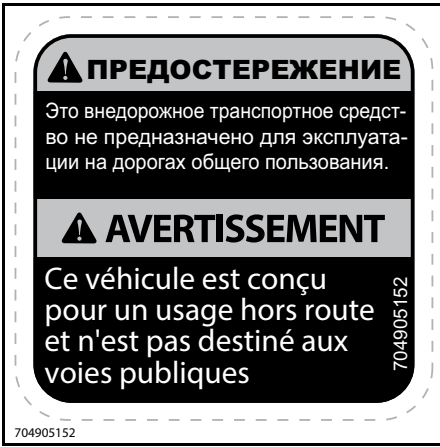 ПРЕДОСТЕРЕЖЕНИЕ
Это внедорожное транспортное средст-
во не предназначено для эксплуата-
ции на дорогах общего пользования.
AVERTISSEMENT
Ce véhicule est conçu
pour un usage hors route
et n'est pas destiné aux
voies publiques
704905152
704905152